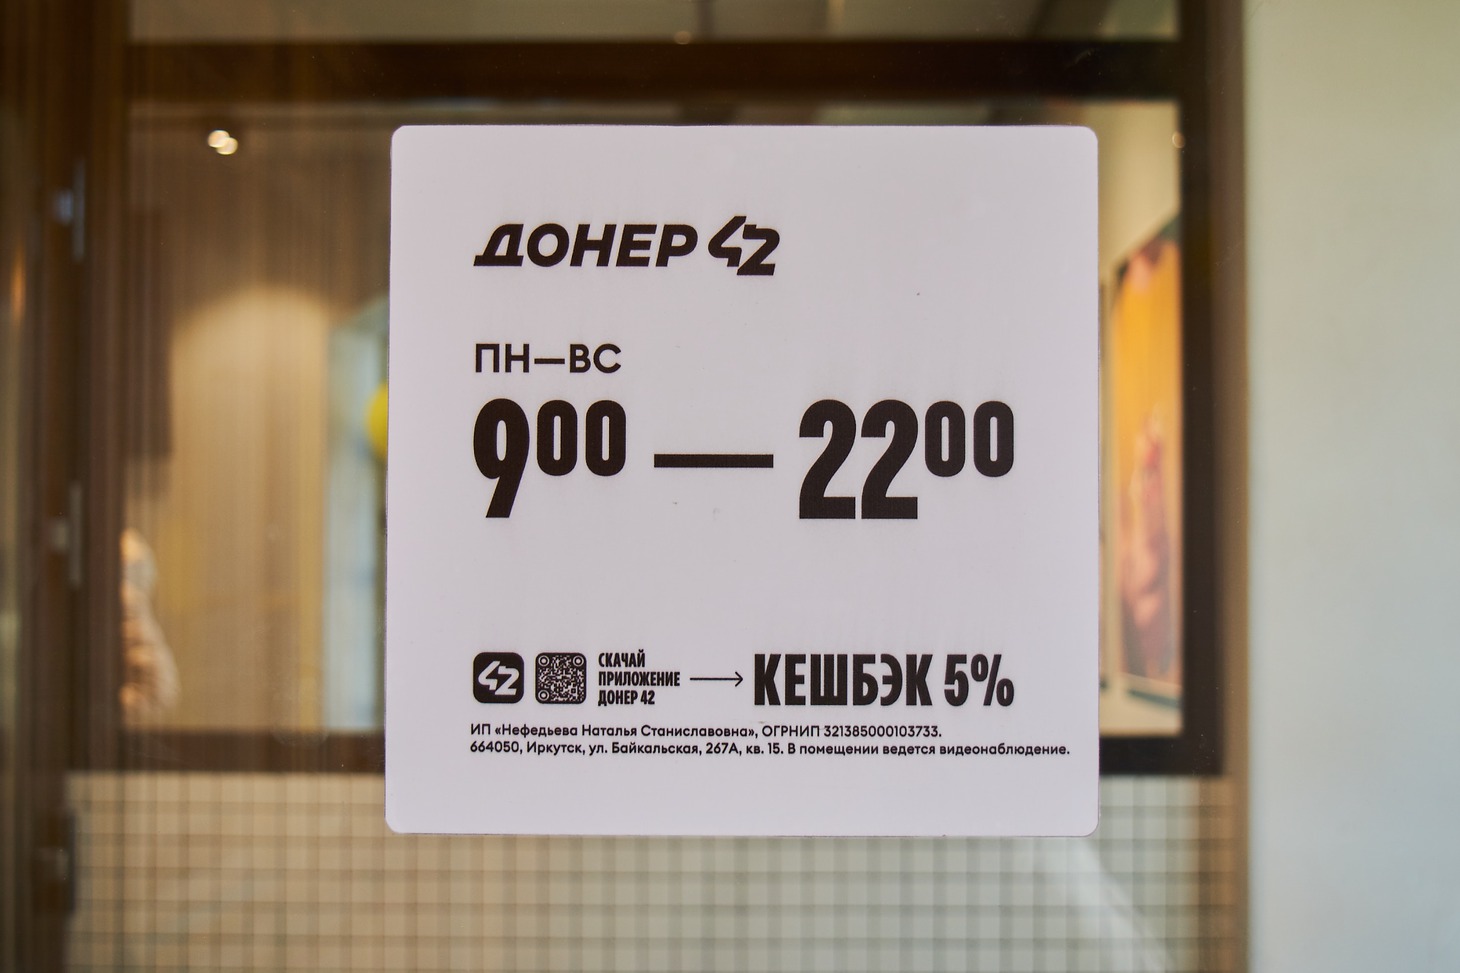 ДОНЕР 42
ПН—ВС
9⁰⁰ — 22⁰⁰
42
СКАЧАЙ
ПРИЛОЖЕНИЕ
ДОНЕР 42
→ КЕШБЭК 5%
ИП «Нефедьева Наталья Станиславовна», ОГРНИП 321385000103733.
664050, Иркутск, ул. Байкальская, 267А, кв. 15. В помещении ведется видеонаблюдение.